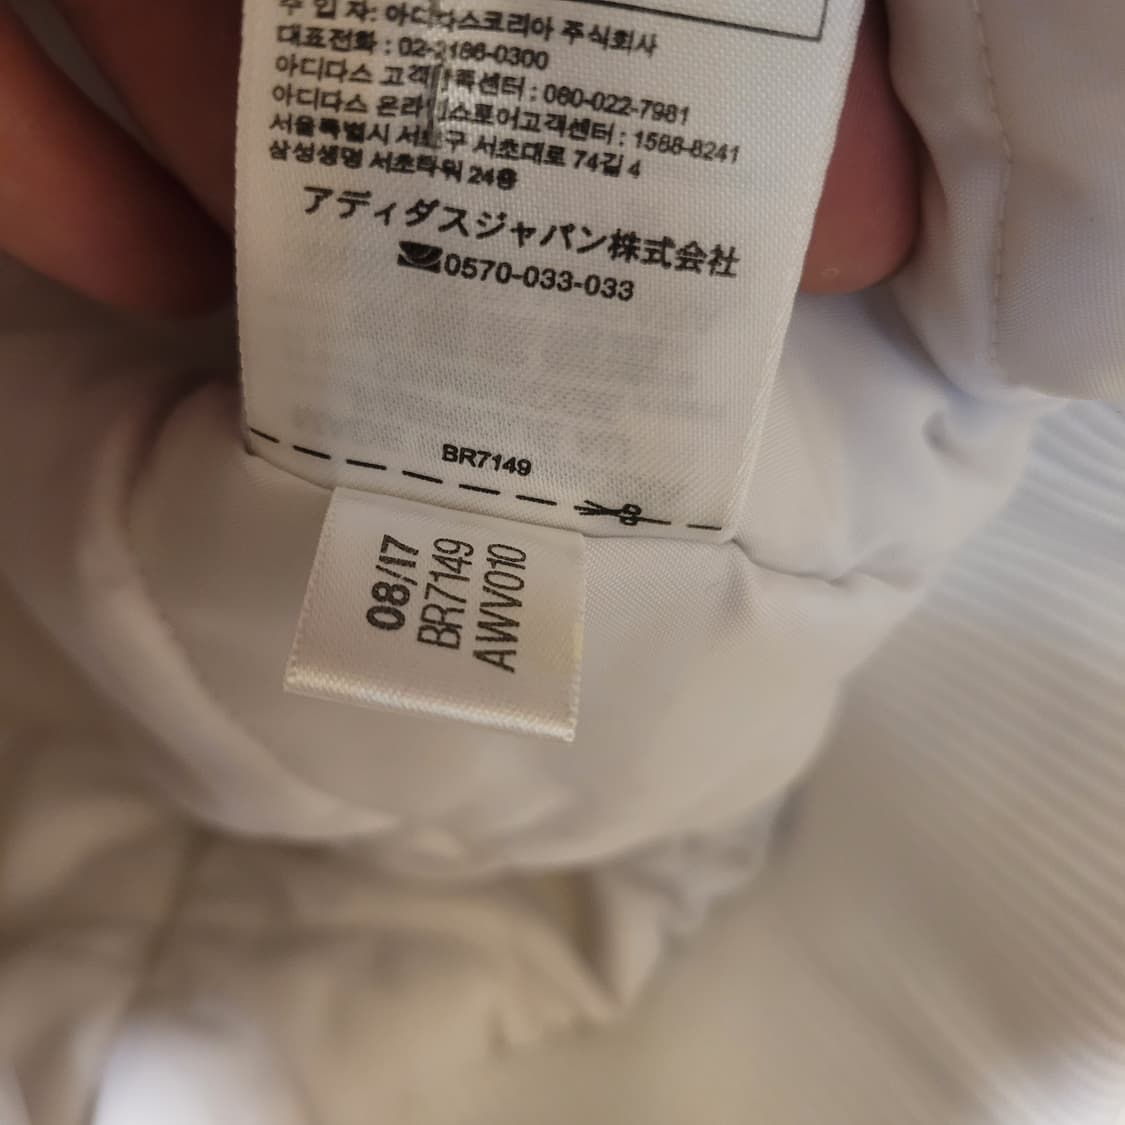 수 입 자: 아디다스코리아 주식회사
대표전화 : 02-2186-0300
아디다스 고객만족센터 : 080-022-7981
아디다스 온라인스토어고객센터 : 1588-8241
서울특별시 서초구 서초대로 74길 4
삼성생명 서초타워 24층
アディダスジャパン株式会社
0570-033-033
BR7149
08/17
BR7149
AWV010